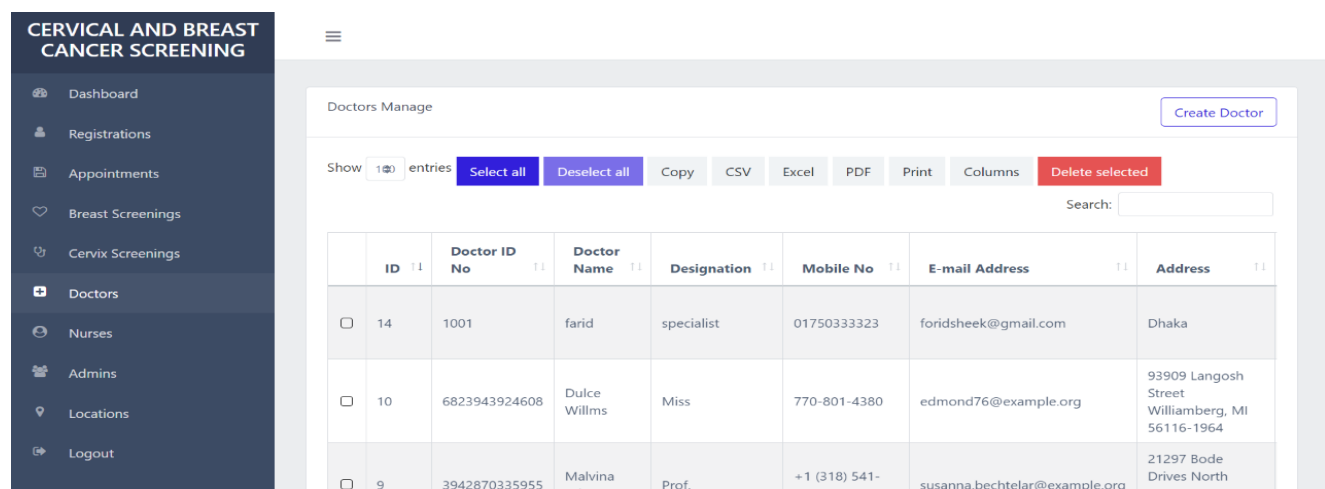 CERVICAL AND BREAST
CANCER SCREENING
Dashboard
Registrations
Appointments
Breast Screenings
Cervix Screenings
Doctors
Nurses
Admins
Locations
Logout
Doctors Manage
Create Doctor
Show 100 entries Select all Deselect all Copy CSV Excel PDF Print Columns Delete selected
Search:
ID Doctor ID No Doctor Name Designation Mobile No E-mail Address Address
14 1001 farid specialist 01750333323 foridsheek@gmail.com Dhaka
10 6823943924608 Dulce Willms Miss 770-801-4380 edmond76@example.org 93909 Langosh
Street
Williamberg, MI
56116-1964
9 3942870335955 Malvina Prof. +1 (318) 541- susanna.bechtelar@example.org 21297 Bode
Drives North